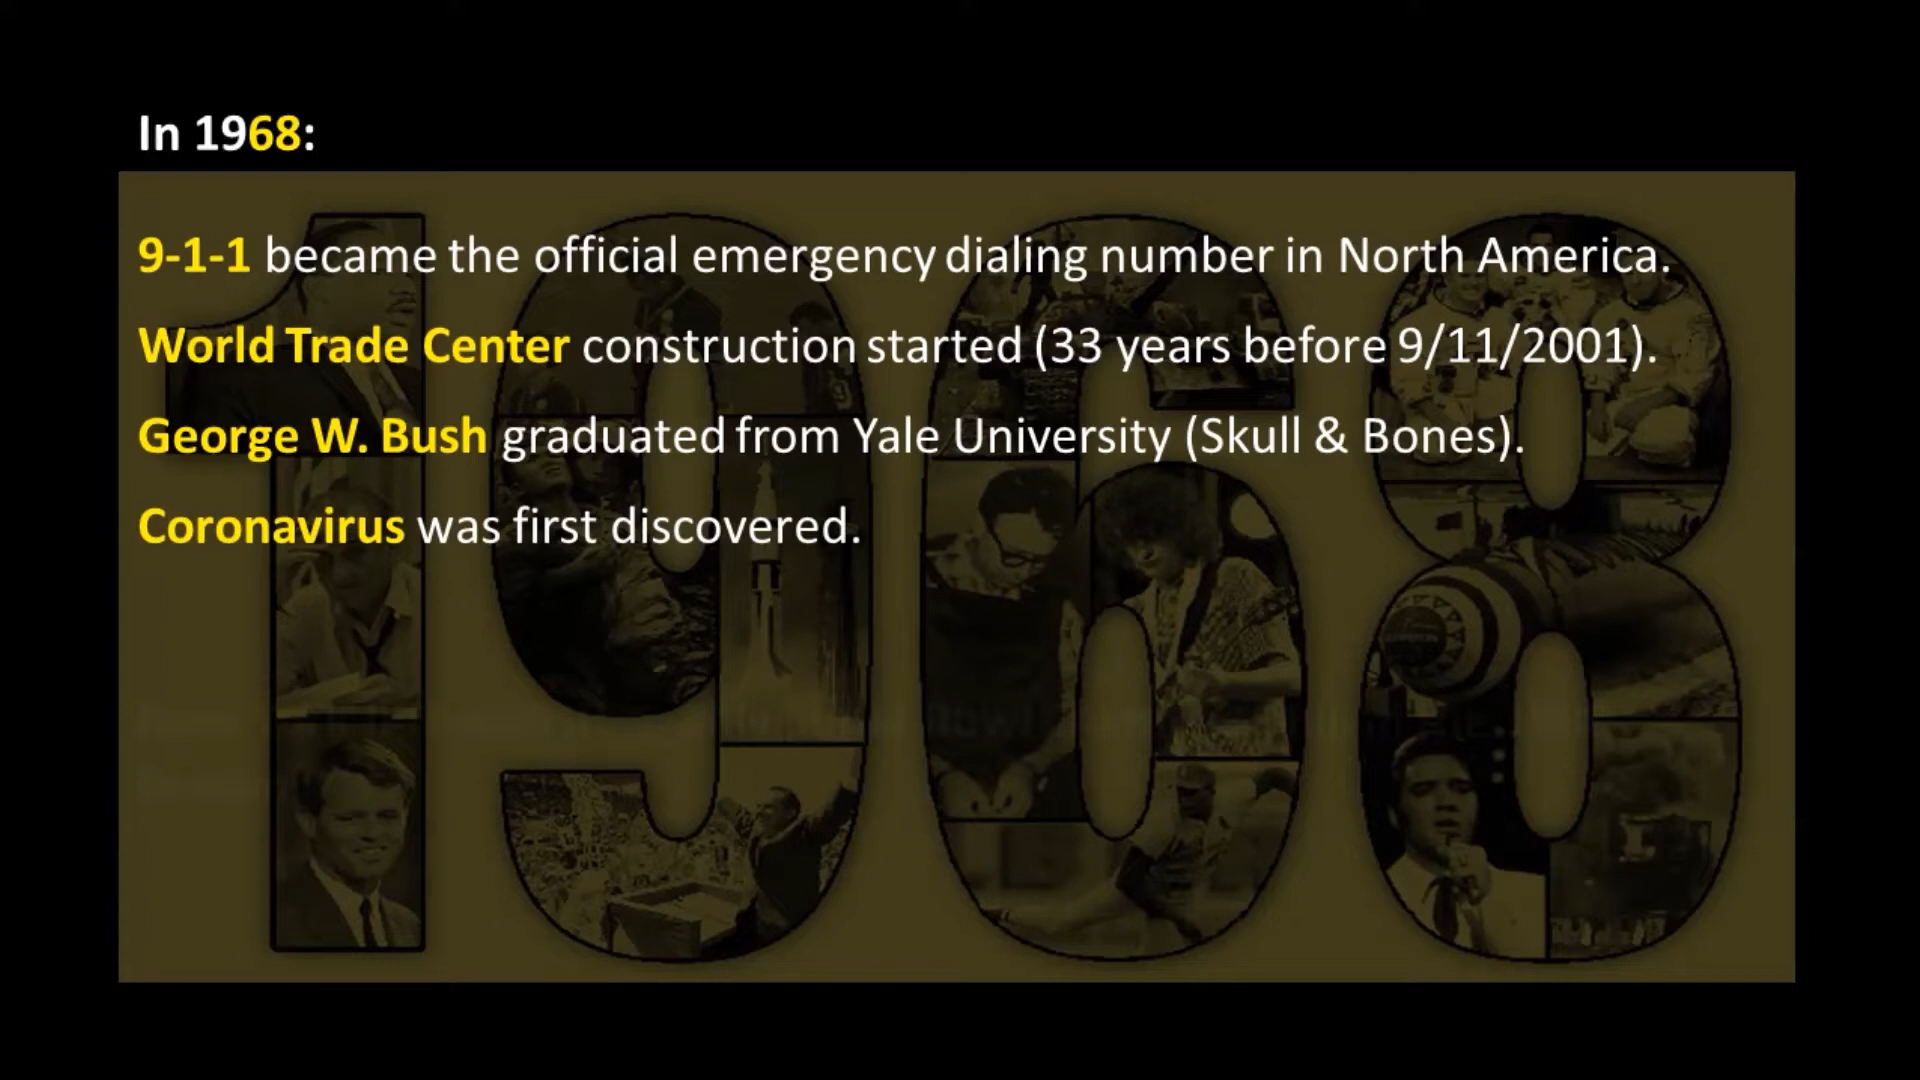 In 1968:
9-1-1 became the official emergency dialing number in North America.
World Trade Center construction started (33 years before 9/11/2001).
George W. Bush graduated from Yale University (Skull & Bones).
Coronavirus was first discovered.